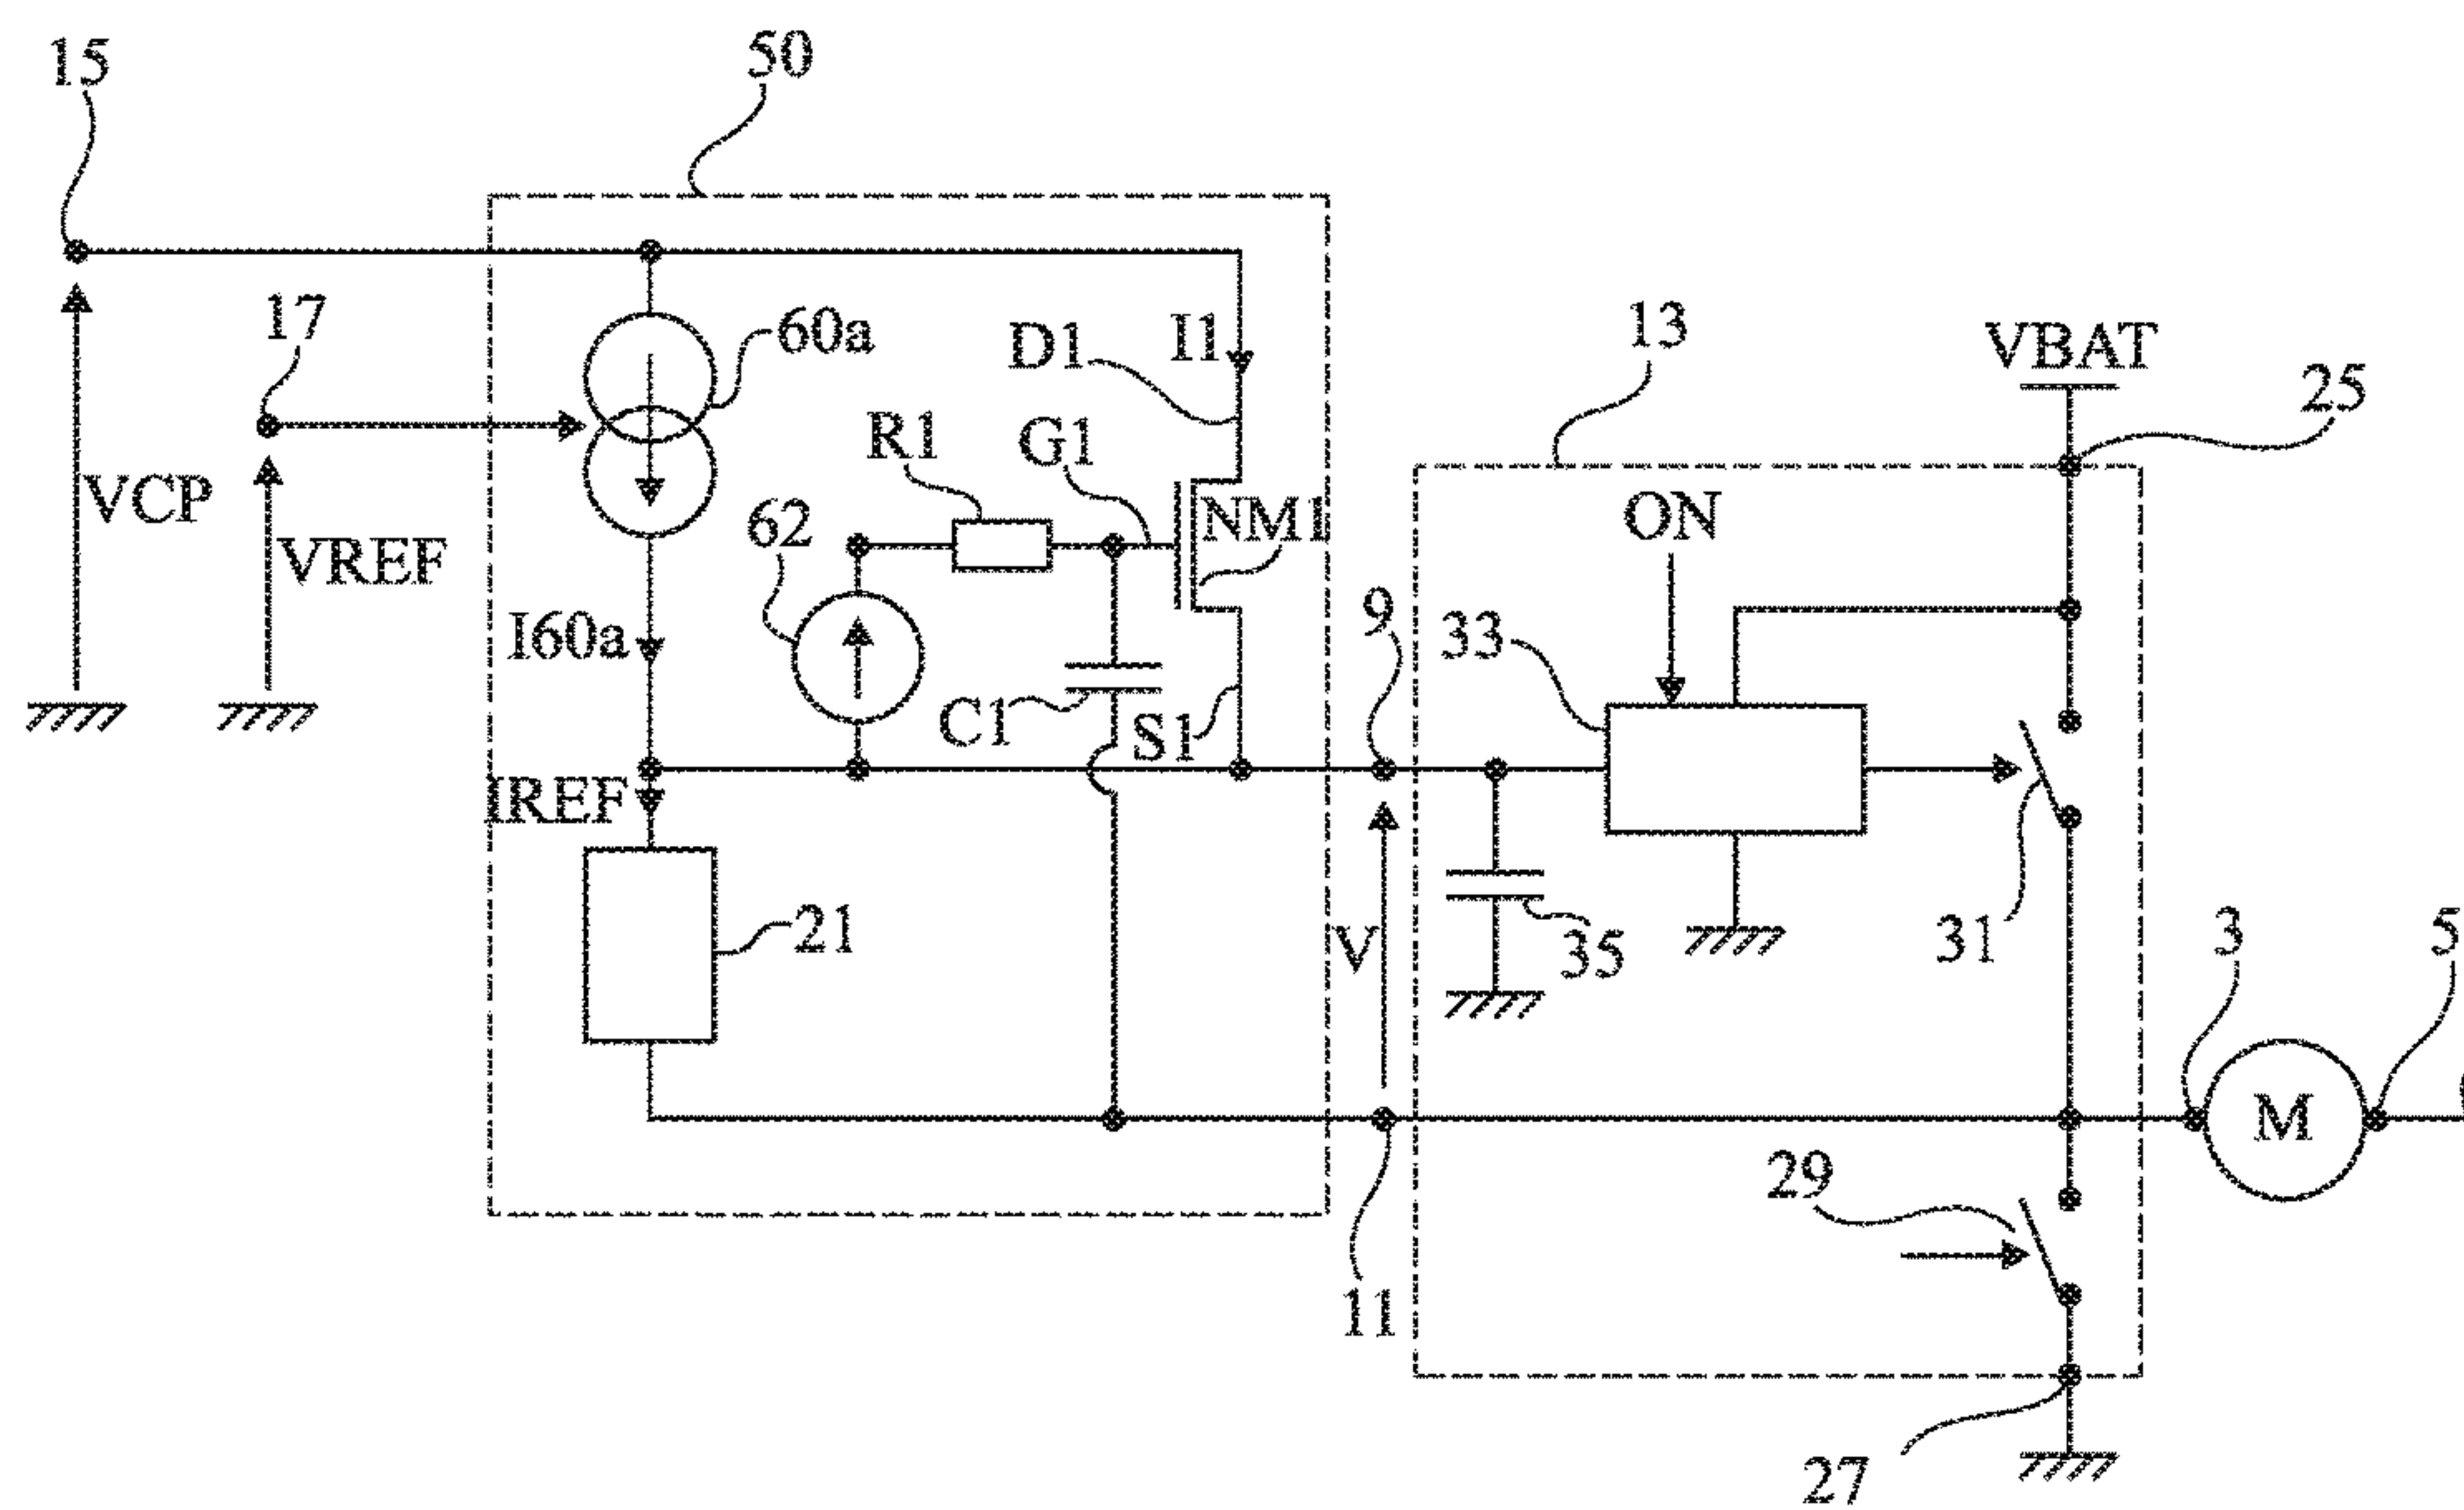 15
50
17
60a
D1
I1
13
VBAT
25
R1
G1
VCP
62
NM1
ON
VREF
I60a
9
33
C1
S1
IREF
21
V
35
31
3
5
M
29
11
27